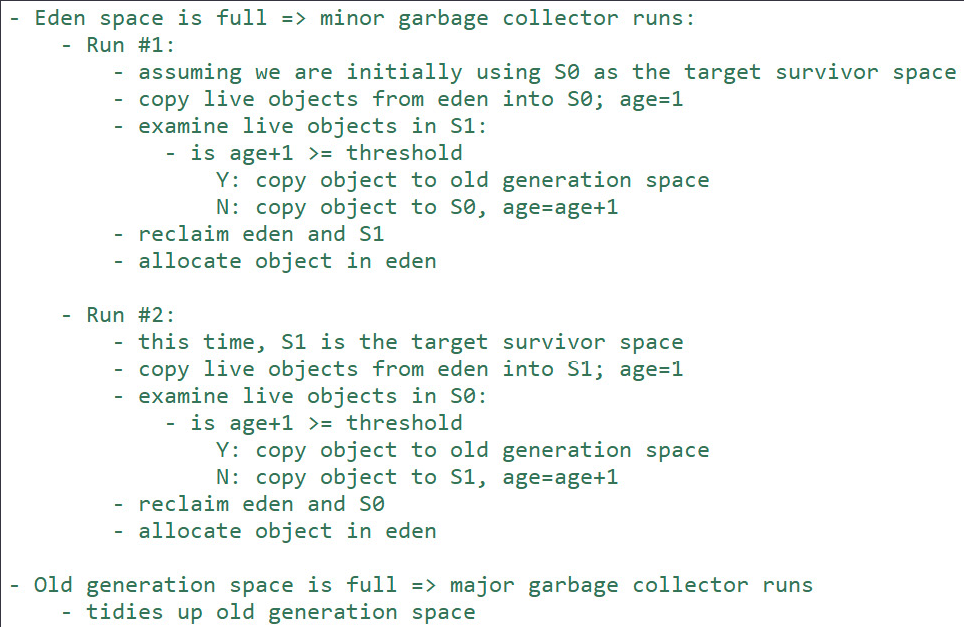 - Eden space is full => minor garbage collector runs:
- Run #1:
- assuming we are initially using S0 as the target survivor space
- copy live objects from eden into S0; age=1
- examine live objects in S1:
- is age+1 >= threshold
Y: copy object to old generation space
N: copy object to S0, age=age+1
- reclaim eden and S1
- allocate object in eden
- Run #2:
- this time, S1 is the target survivor space
- copy live objects from eden into S1; age=1
- examine live objects in S0:
- is age+1 >= threshold
Y: copy object to old generation space
N: copy object to S1, age=age+1
- reclaim eden and S0
- allocate object in eden
- Old generation space is full => major garbage collector runs
- tidies up old generation space